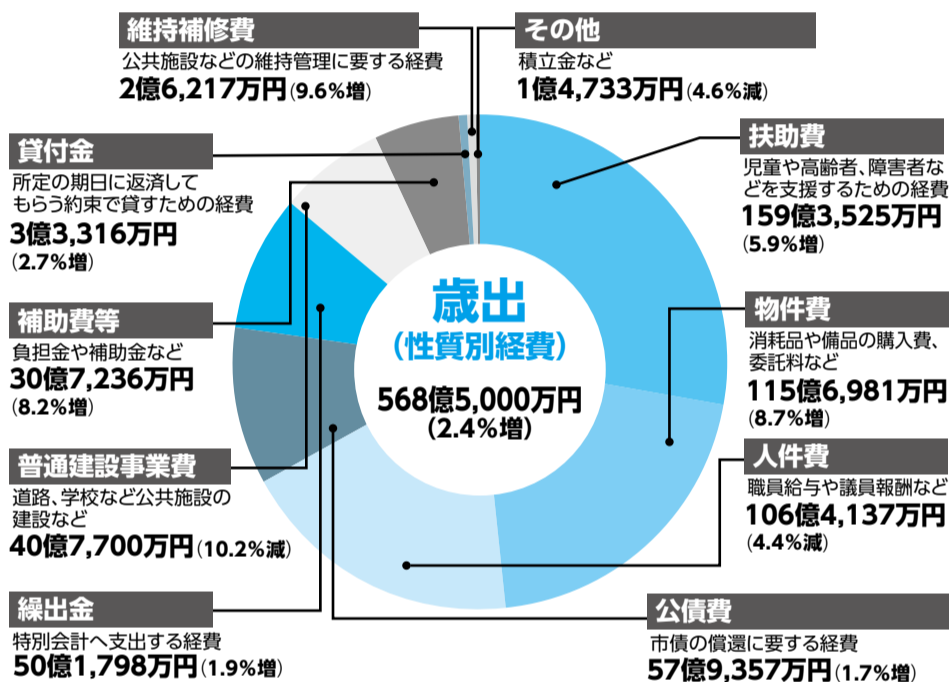 維持補修費
公共施設などの維持管理に要する経費
2億6,217万円(9.6%増)
その他
積立金など
1億4,733万円(4.6%減)
貸付金
所定の期日に返済して
もらう約束で貸すための経費
3億3,316万円
(2.7%増)
扶助費
児童や高齢者、障害者な
どを支援するための経費
159億3,525万円
(5.9%増)
歳出
(性質別経費)
568億5,000万円
(2.4%増)
補助費等
負担金や補助金など
30億7,236万円
(8.2%増)
物件費
消耗品や備品の購入費、
委託料など
115億6,981万円
(8.7%増)
普通建設事業費
道路、学校など公共施設の
建設など
40億7,700万円(10.2%減)
人件費
職員給与や議員報酬など
106億4,137万円
(4.4%減)
繰出金
特別会計へ支出する経費
50億1,798万円(1.9%増)
公債費
市債の償還に要する経費
57億9,357万円(1.7%増)